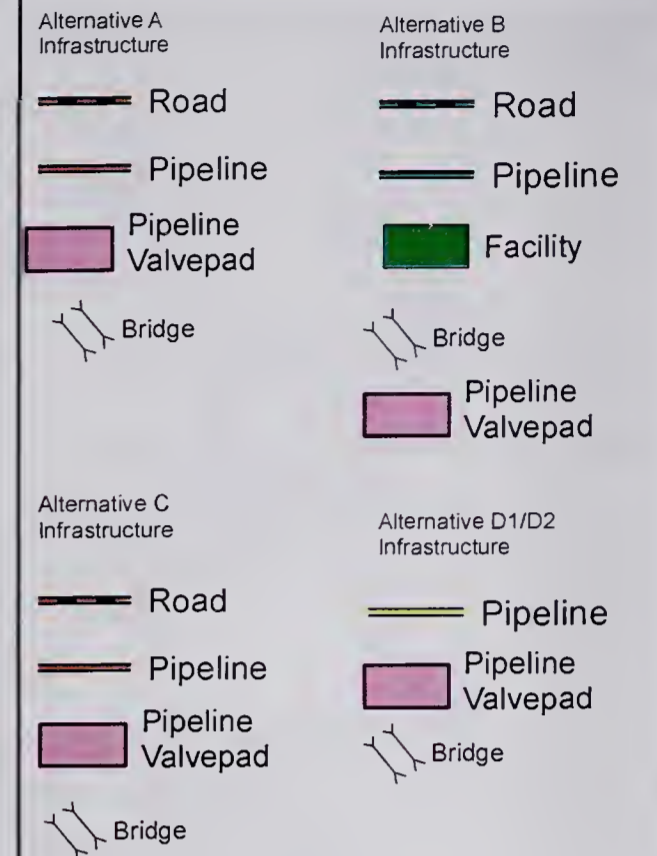 Alternative A
Infrastructure
Road
Pipeline
Pipeline
Valvepad
Bridge
Alternative B
Infrastructure
Road
Pipeline
Facility
Bridge
Pipeline
Valvepad
Alternative C
Infrastructure
Road
Pipeline
Pipeline
Valvepad
Bridge
Alternative D1/D2
Infrastructure
Pipeline
Pipeline
Valvepad
Bridge